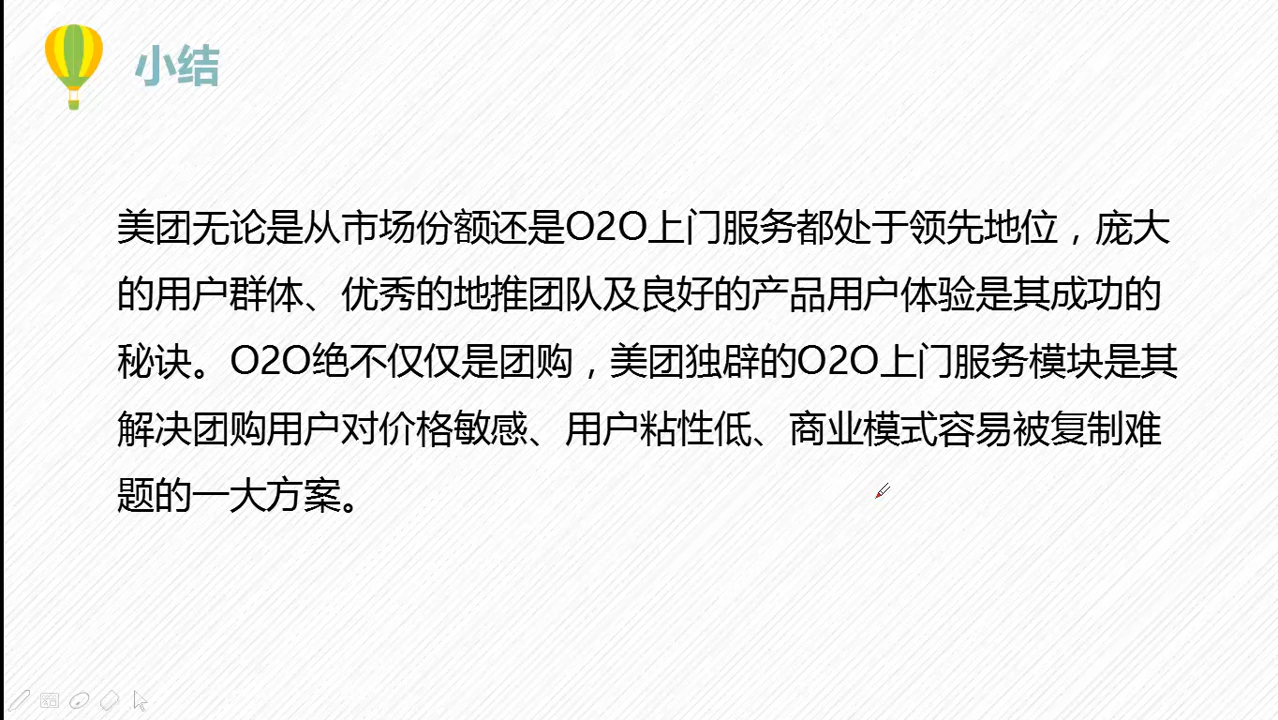 小结
美团无论是从市场份额还是O2O上门服务都处于领先地位，庞大
的用户群体、优秀的地推团队及良好的产品用户体验是其成功的
秘诀。O2O绝不仅仅是团购，美团独辟的O2O上门服务模块是其
解决团购用户对价格敏感、用户粘性低、商业模式容易被复制难
题的一大方案。